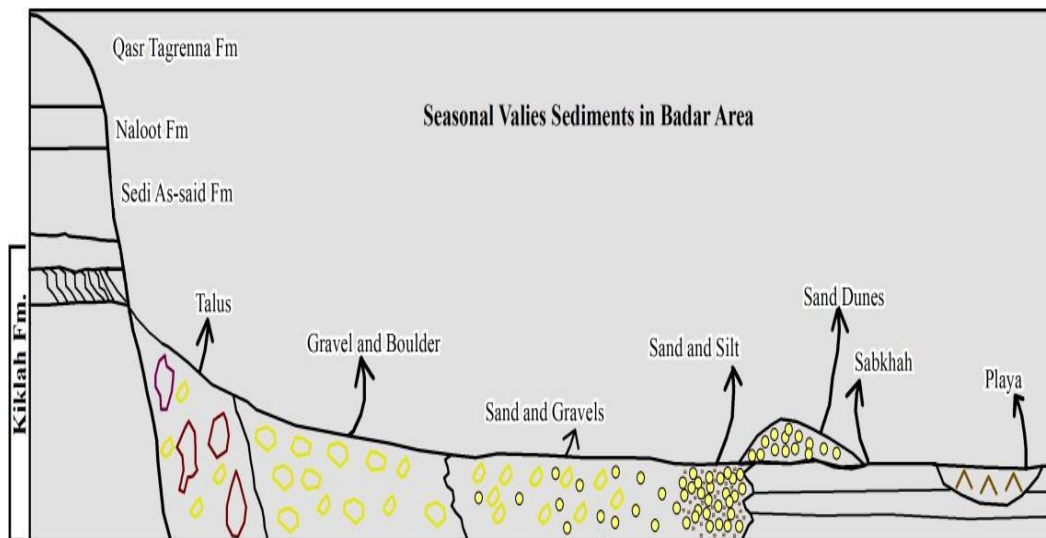 Qasr Tagrenna Fm
Seasonal Valies Sediments in Badar Area
Naloot Fm
Sedi As-said Fm
Kiklah Fm.
Talus
Gravel and Boulder
Sand and Gravels
Sand and Silt
Sand Dunes
Sabkhah
Playa